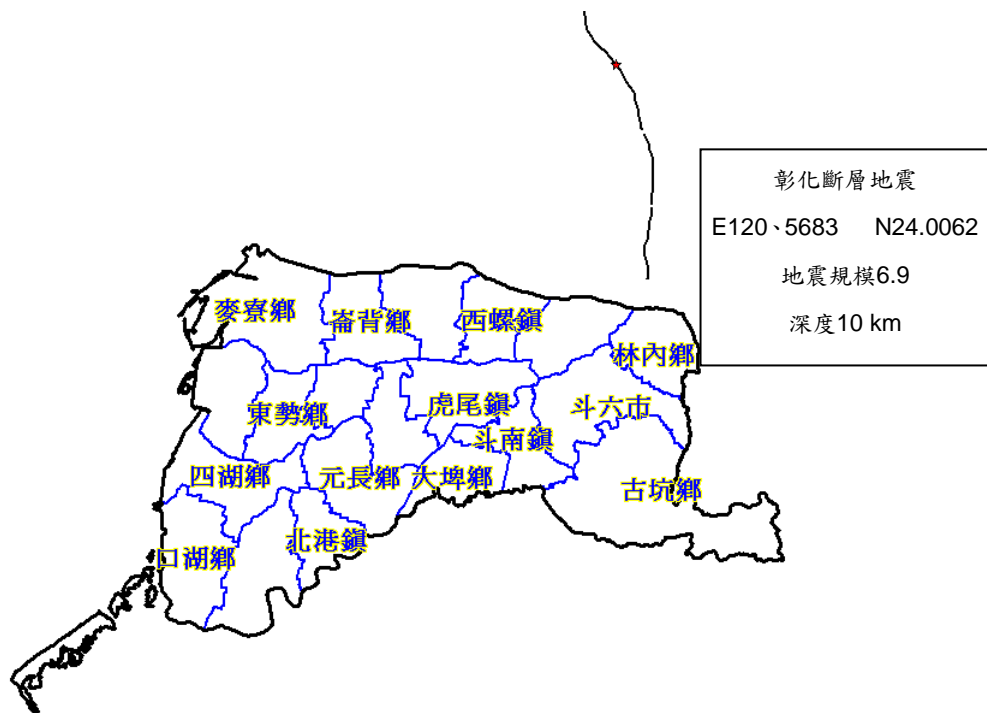 彰化斷層地震
E120、5683 N24.0062
地震規模6.9
深度10 km
麥寮鄉
崙背鄉
西螺鎮
林內鄉
東勢鄉
虎尾鎮
斗六市
斗南鎮
四湖鄉
元長鄉
大埤鄉
古坑鄉
北港鎮
口湖鄉